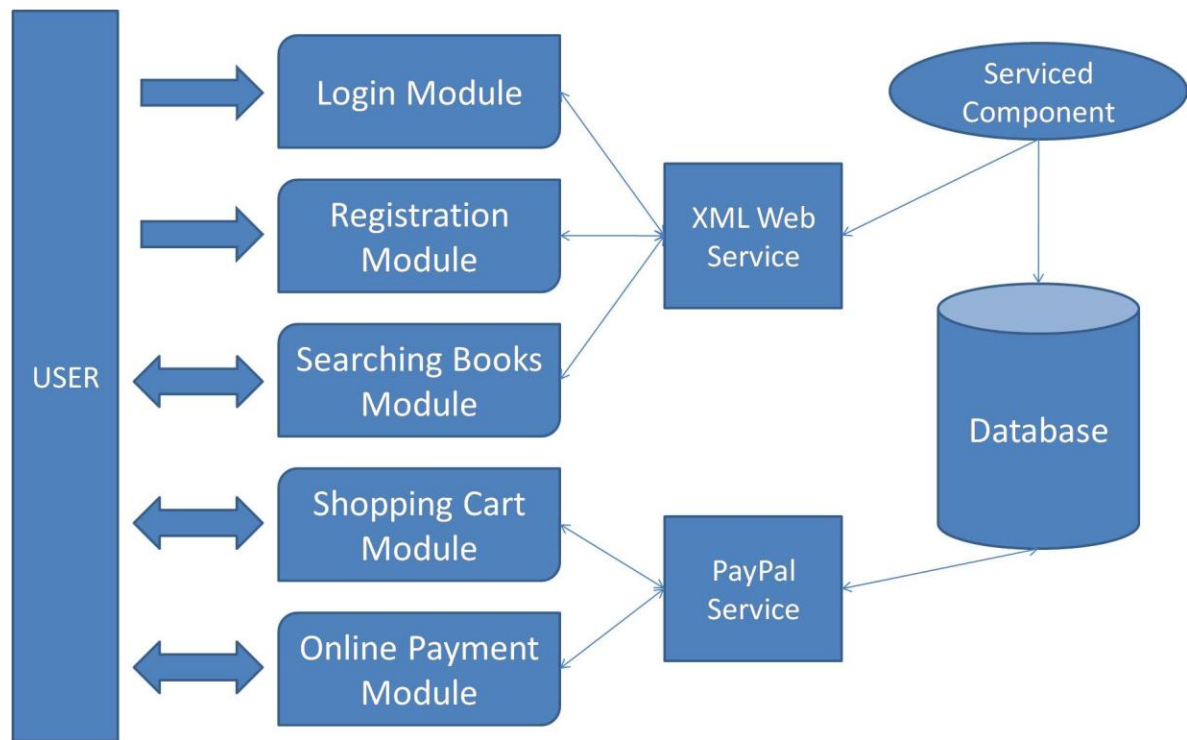 USER
Login Module
Registration
Module
Searching Books
Module
Shopping Cart
Module
Online Payment
Module
XML Web
Service
PayPal
Service
Serviced
Component
Database